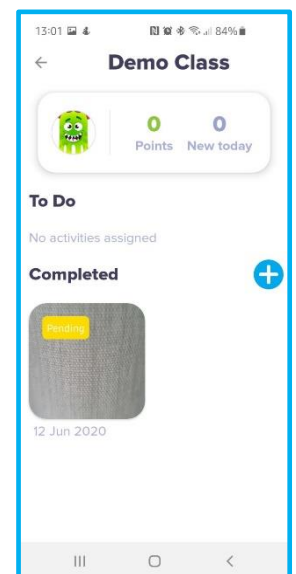 13:01 84%
Demo Class
0 0
Points New today
To Do
No activities assigned
Completed
Pending
12 Jun 2020